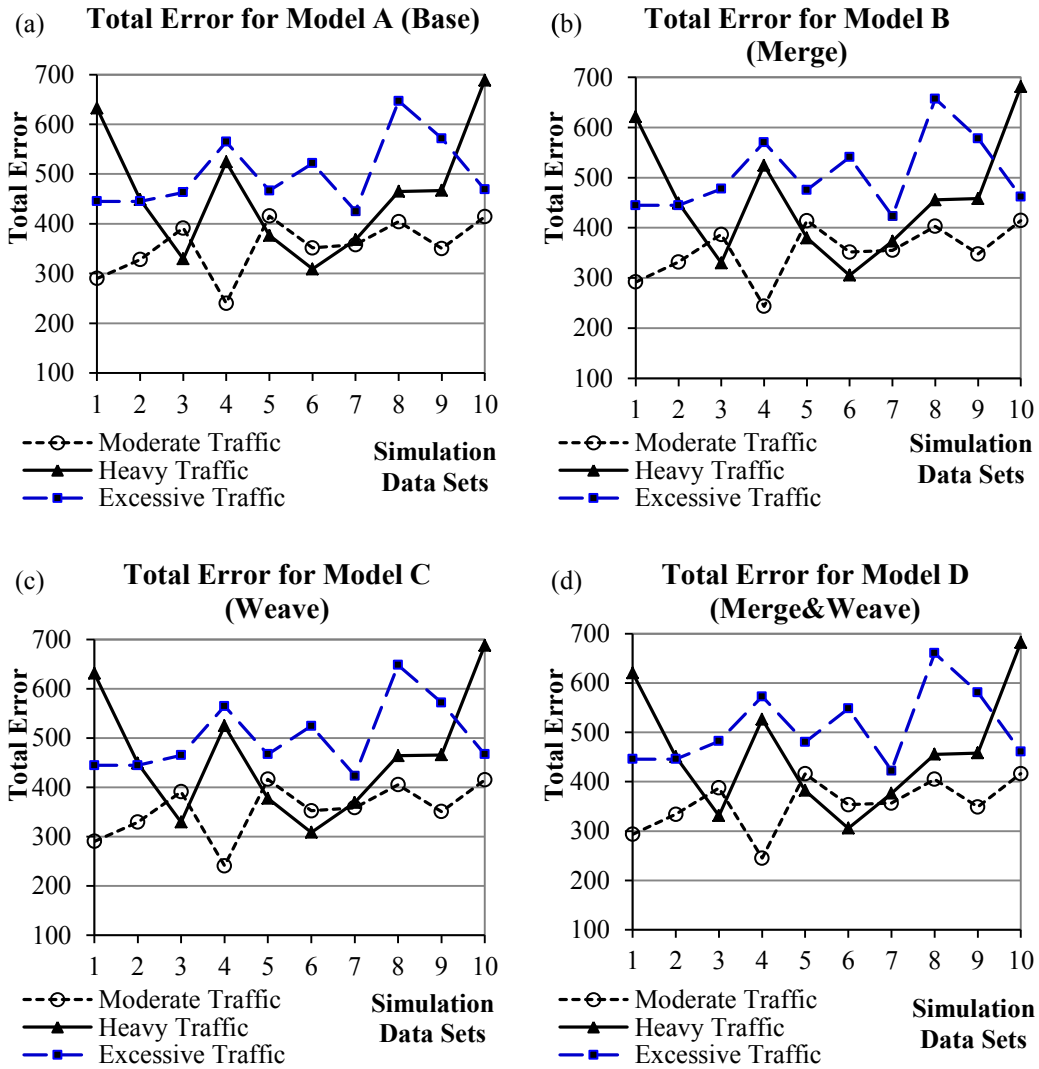 (a) Total Error for Model A (Base)
Total Error
700
600
500
400
300
200
100
1 2 3 4 5 6 7 8 9 10
Moderate Traffic
Heavy Traffic
Excessive Traffic
Simulation
Data Sets
(b) Total Error for Model B
(Merge)
Total Error
700
600
500
400
300
200
100
1 2 3 4 5 6 7 8 9 10
Moderate Traffic
Heavy Traffic
Excessive Traffic
Simulation
Data Sets
(c) Total Error for Model C
(Weave)
Total Error
700
600
500
400
300
200
100
1 2 3 4 5 6 7 8 9 10
Moderate Traffic
Heavy Traffic
Excessive Traffic
Simulation
Data Sets
(d) Total Error for Model D
(Merge&Weave)
Total Error
700
600
500
400
300
200
100
1 2 3 4 5 6 7 8 9 10
Moderate Traffic
Heavy Traffic
Excessive Traffic
Simulation
Data Sets